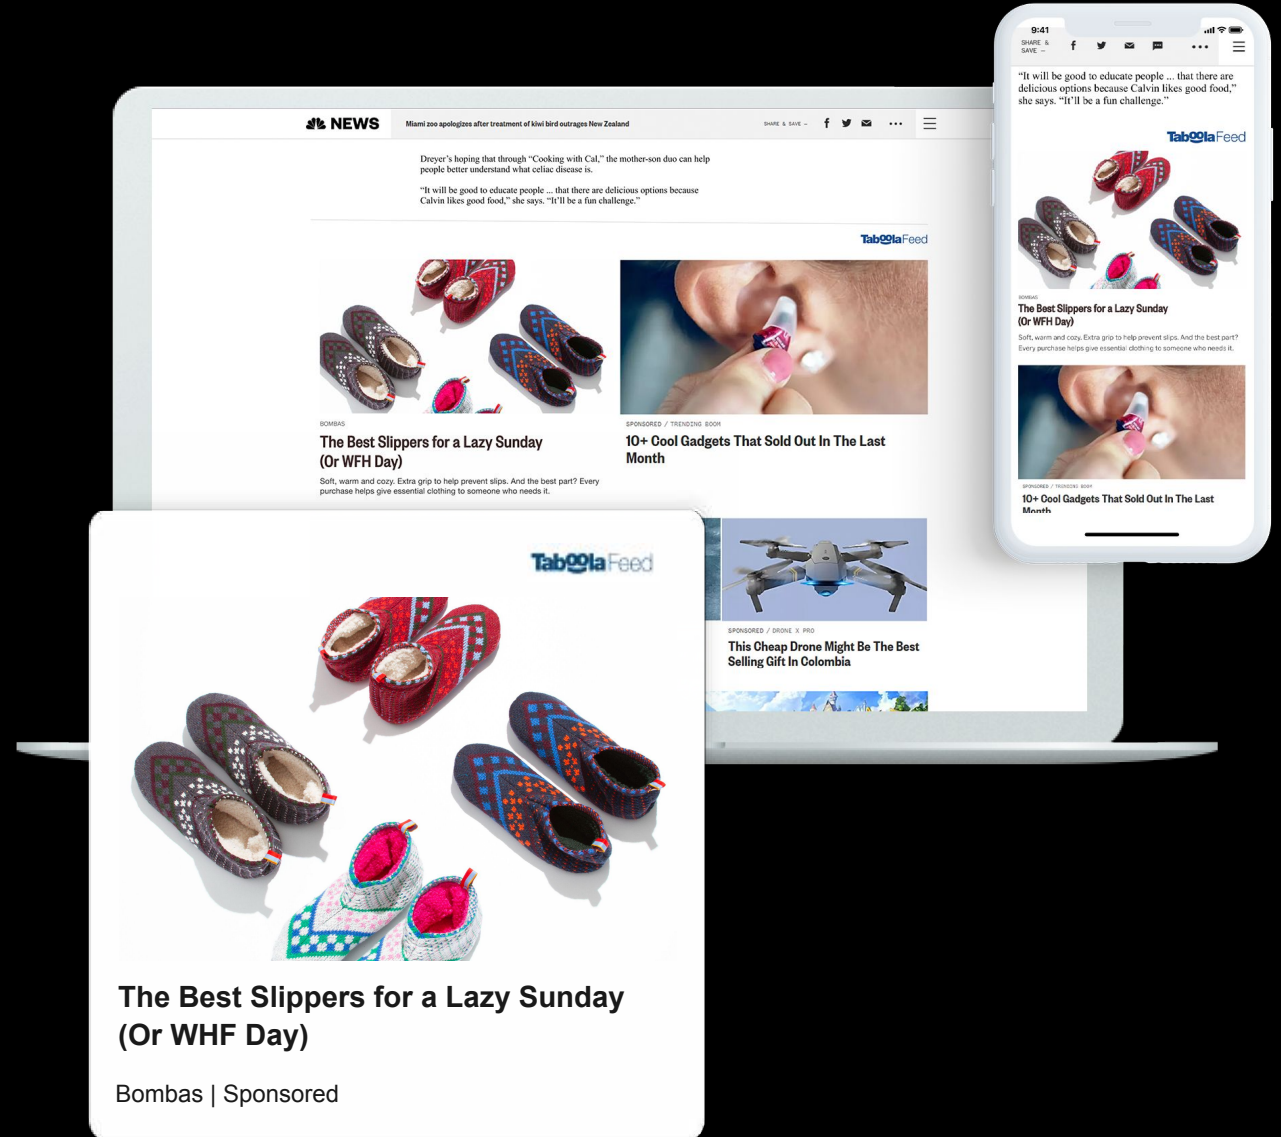 NEWS
Miami zoo apologizes after treatment of kiwi bird outrages New Zealand
SHARE & SAVE —
Dreyer's hoping that through “Cooking with Cal,” the mother-son duo can help
people better understand what celiac disease is.
“It will be good to educate people ... that there are delicious options because
Calvin likes good food,” she says. “It’ll be a fun challenge.”
Taboola Feed
BOMBAS
The Best Slippers for a Lazy Sunday
(Or WFH Day)
Soft, warm and cozy. Extra grip to help prevent slips. And the best part? Every
purchase helps give essential clothing to someone who needs it.
SPONSORED / TRENDING BOOM
10+ Cool Gadgets That Sold Out In The Last
Month
SPONSORED / DRONE X PRO
This Cheap Drone Might Be The Best
Selling Gift In Colombia
9:41
SHARE &
SAVE —
“It will be good to educate people ... that there are
delicious options because Calvin likes good food,”
she says. “It’ll be a fun challenge.”
Taboola Feed
BOMBAS
The Best Slippers for a Lazy Sunday
(Or WFH Day)
Soft, warm and cozy. Extra grip to help prevent slips. And the best part?
Every purchase helps give essential clothing to someone who needs it.
SPONSORED / TRENDING BOOM
10+ Cool Gadgets That Sold Out In The Last
Month
Taboola Feed
The Best Slippers for a Lazy Sunday
(Or WHF Day)
Bombas | Sponsored